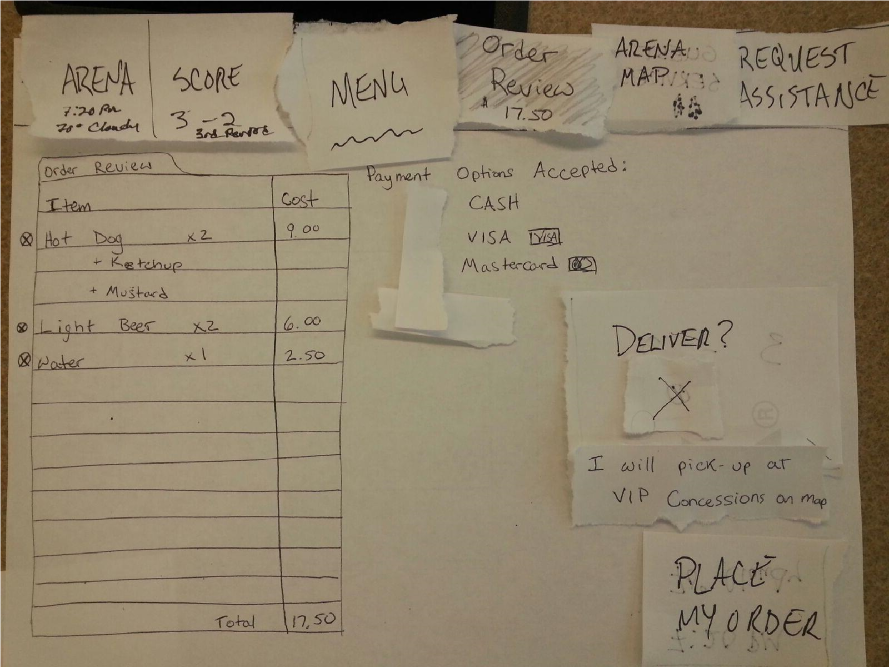 ARENA
7:20 PM
70° Cloudy
SCORE
3 - 2
3rd Period
MENU
Order
Review
$ 17.50
ARENA
MAP
REQUEST
ASSISTANCE
Order Review
Item Cost
Hot Dog x2 9.00
+ Ketchup
+ Mustard
Light Beer x2 6.00
Water x1 2.50
Total 17.50
Payment Options Accepted:
CASH
VISA VISA
Mastercard
DELIVER?
I will pick-up at
VIP Concessions on map
PLACE
MY ORDER